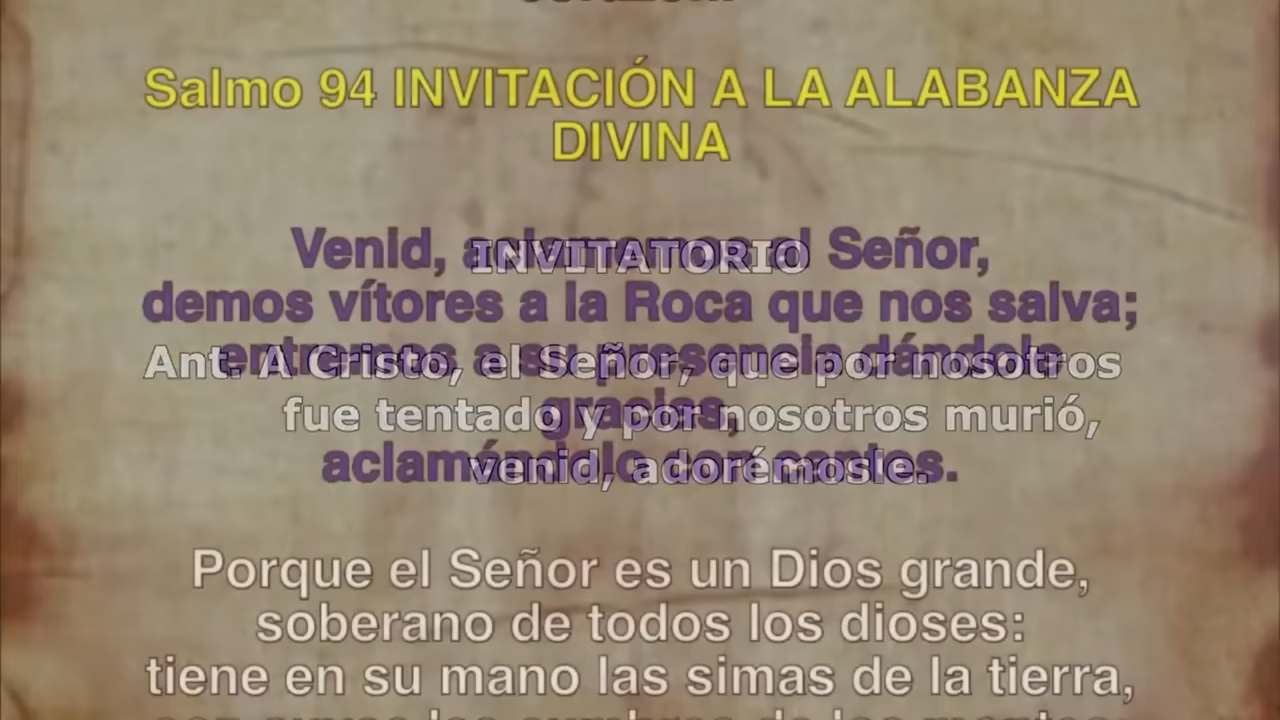 Salmo 94 INVITACIÓN A LA ALABANZA
DIVINA
Venid, aclamemos al Señor,
INVITATORIO
demos vítores a la Roca que nos salva;
entremos a su presencia dándole
Ant. A Cristo, el Señor, que por nosotros
gracias,
fue tentado y por nosotros murió,
aclamándolo con cantos.
venid, adorémosle.
Porque el Señor es un Dios grande,
soberano de todos los dioses:
tiene en su mano las simas de la tierra,